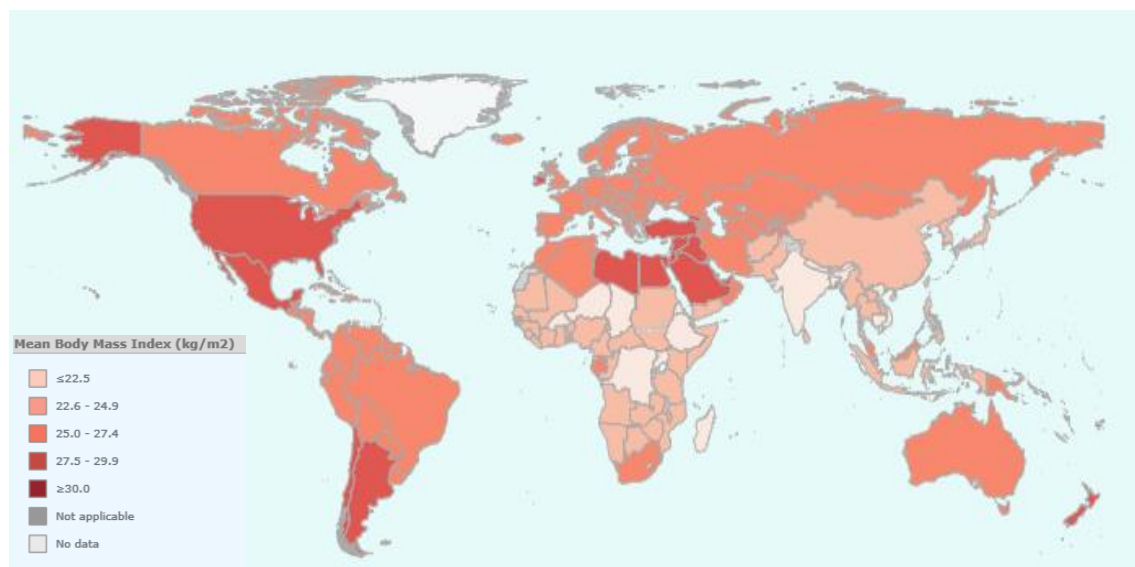 Mean Body Mass Index (kg/m2)
≤22.5
22.6 - 24.9
25.0 - 27.4
27.5 - 29.9
≥30.0
Not applicable
No data